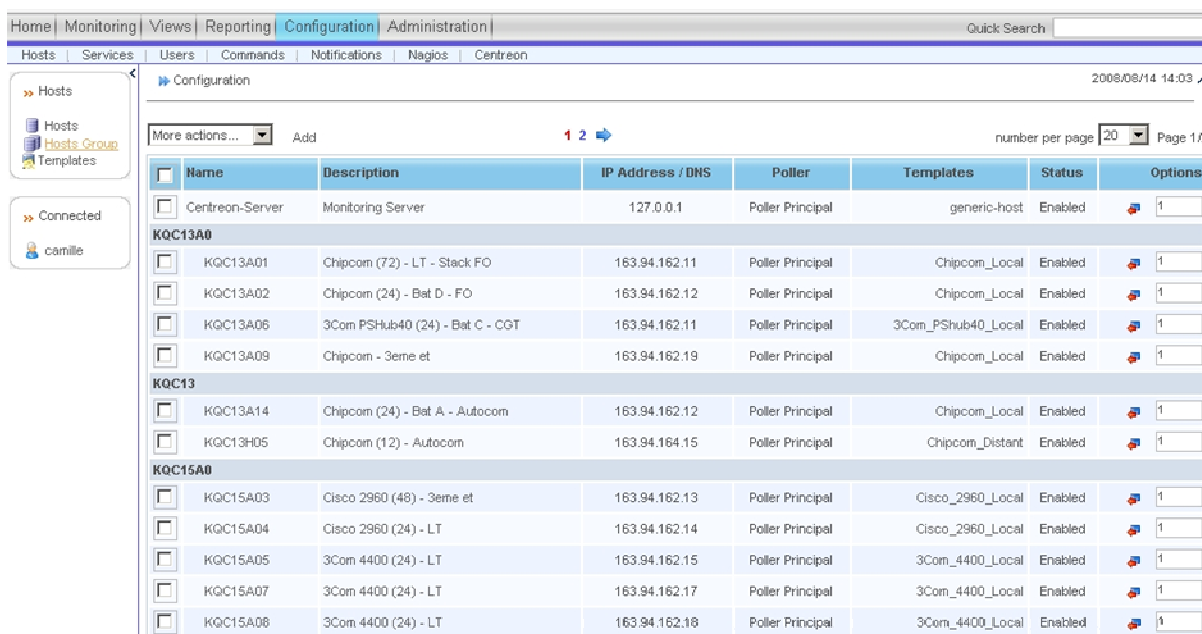 Home Monitoring Views Reporting Configuration Administration Quick Search
Hosts | Services | Users | Commands | Notifications | Nagios | Centreon
Hosts
Hosts
Hosts Group
Templates
Connected
camille
Configuration 2008/08/14 14:03
More actions... Add 1 2 number per page 20 Page 1/
Name Description IP Address / DNS Poller Templates Status Options
Centreon-Server Monitoring Server 127.0.0.1 Poller Principal generic-host Enabled 1
KQC13A0
KQC13A01 Chipcom (72) - LT - Stack FO 163.94.162.11 Poller Principal Chipcom_Local Enabled 1
KQC13A02 Chipcom (24) - Bat D - FO 163.94.162.12 Poller Principal Chipcom_Local Enabled 1
KQC13A06 3Com PSHub40 (24) - Bat C - CGT 163.94.162.11 Poller Principal 3Com_PShub40_Local Enabled 1
KQC13A09 Chipcom - 3eme et 163.94.162.19 Poller Principal Chipcom_Local Enabled 1
KQC13
KQC13A14 Chipcom (24) - Bat A - Autocom 163.94.162.12 Poller Principal Chipcom_Local Enabled 1
KQC13H05 Chipcom (12) - Autocom 163.94.164.15 Poller Principal Chipcom_Distant Enabled 1
KQC15A0
KQC15A03 Cisco 2960 (48) - 3eme et 163.94.162.13 Poller Principal Cisco_2960_Local Enabled 1
KQC15A04 Cisco 2960 (24) - LT 163.94.162.14 Poller Principal Cisco_2960_Local Enabled 1
KQC15A05 3Com 4400 (24) - LT 163.94.162.15 Poller Principal 3Com_4400_Local Enabled 1
KQC15A07 3Com 4400 (24) - LT 163.94.162.17 Poller Principal 3Com_4400_Local Enabled 1
KQC15A08 3Com 4400 (24) - LT 163.94.162.18 Poller Principal 3Com_4400_Local Enabled 1